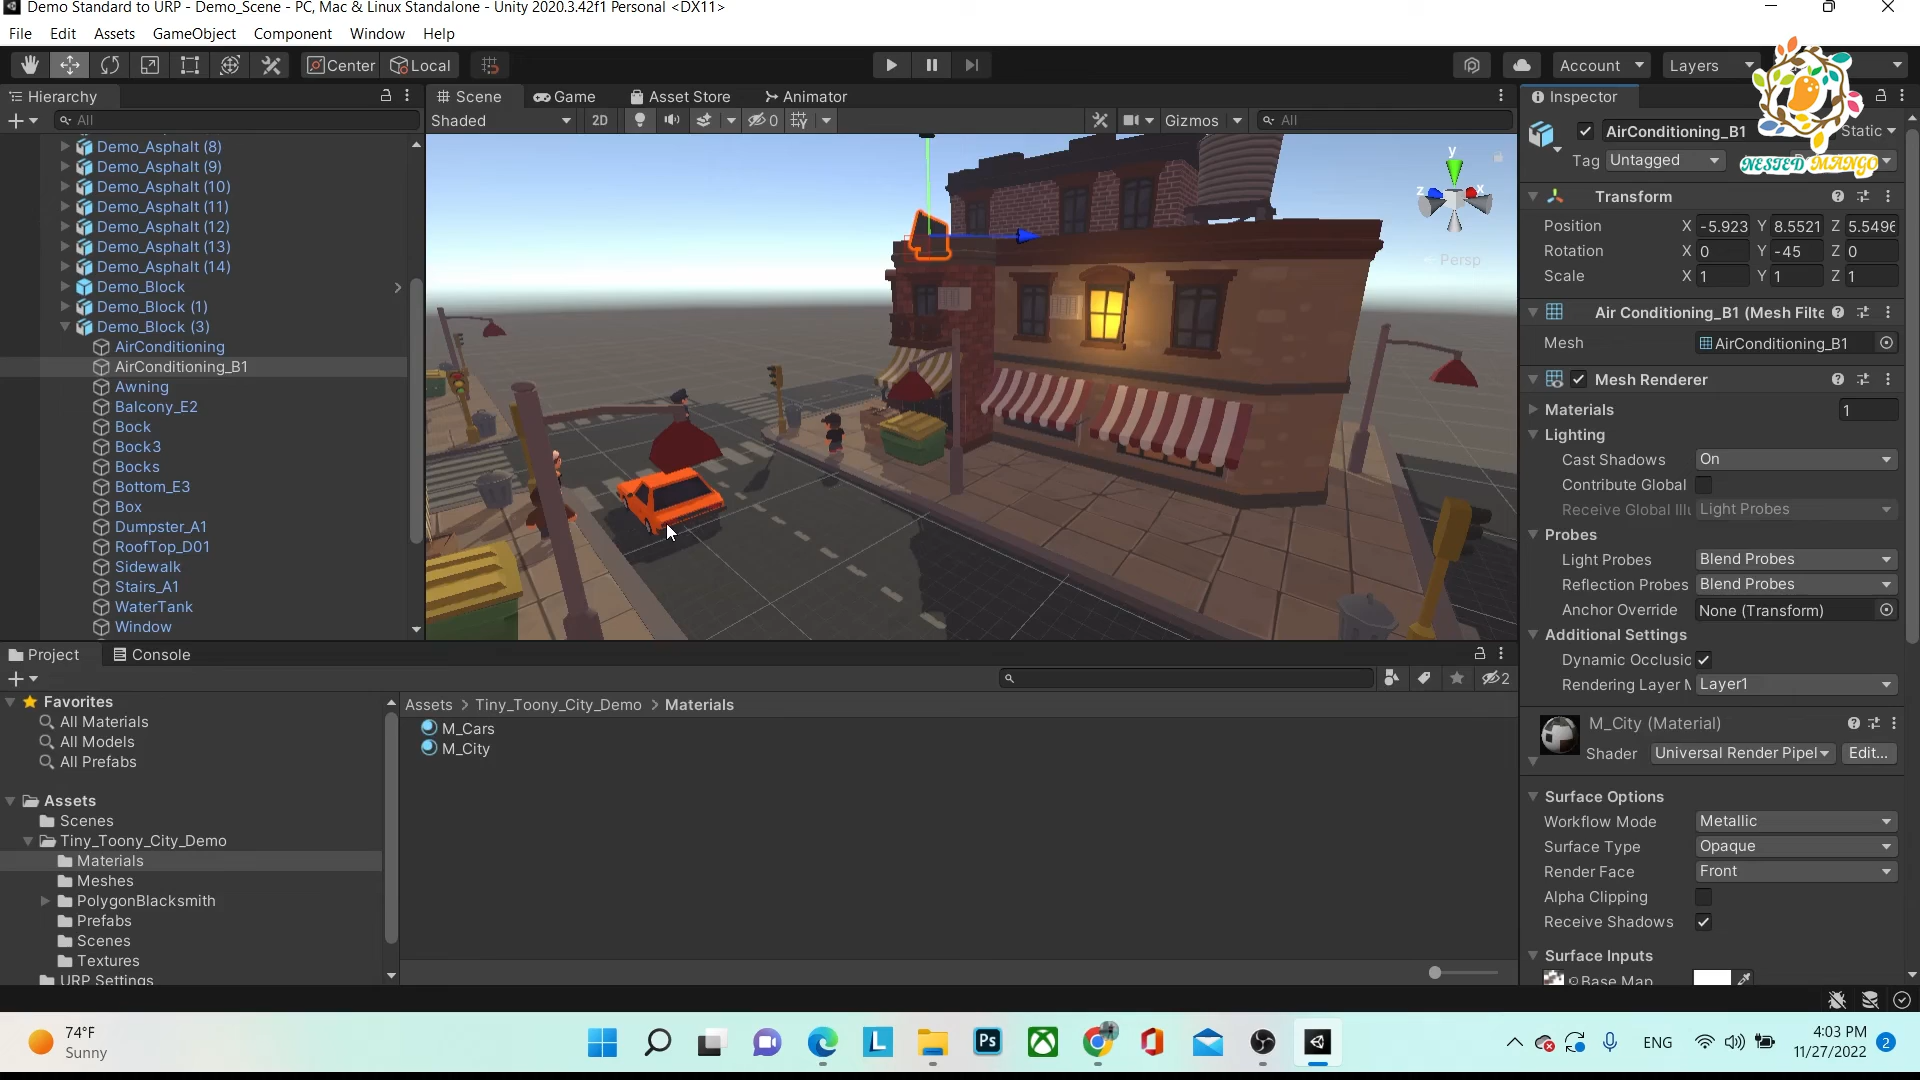 Demo Standard to URP - Demo_Scene - PC, Mac & Linux Standalone - Unity 2020.3.42f1 Personal <DX11>
File Edit Assets GameObject Component Window Help
Center Local Account Layers
Hierarchy
All
Demo_Asphalt (8)
Demo_Asphalt (9)
Demo_Asphalt (10)
Demo_Asphalt (11)
Demo_Asphalt (12)
Demo_Asphalt (13)
Demo_Asphalt (14)
Demo_Block
Demo_Block (1)
Demo_Block (3)
AirConditioning
AirConditioning_B1
Awning
Balcony_E2
Bock
Bock3
Bocks
Bottom_E3
Box
Dumpster_A1
RoofTop_D01
Sidewalk
Stairs_A1
WaterTank
Window
Scene Game Asset Store Animator
Shaded 2D 0 Gizmos All
y
z x
Persp
Inspector
AirConditioning_B1 Static
Tag Untagged
NESTED MANGO
Transform
Position X -5.923 Y 8.5521 Z 5.5496
Rotation X 0 Y -45 Z 0
Scale X 1 Y 1 Z 1
Air Conditioning_B1 (Mesh Filte
Mesh AirConditioning_B1
Mesh Renderer
Materials 1
Lighting
Cast Shadows On
Contribute Global
Receive Global Illu Light Probes
Probes
Light Probes Blend Probes
Reflection Probes Blend Probes
Anchor Override None (Transform)
Additional Settings
Dynamic Occlusic
Rendering Layer M Layer1
M_City (Material)
Shader Universal Render Pipel Edit...
Surface Options
Workflow Mode Metallic
Surface Type Opaque
Render Face Front
Alpha Clipping
Receive Shadows
Surface Inputs
Base Map
Project Console
2
Favorites
All Materials
All Models
All Prefabs
Assets
Scenes
Tiny_Toony_City_Demo
Materials
Meshes
PolygonBlacksmith
Prefabs
Scenes
Textures
URP Settings
Assets > Tiny_Toony_City_Demo > Materials
M_Cars
M_City
74°F
Sunny
L Ps
ENG
4:03 PM
11/27/2022
2